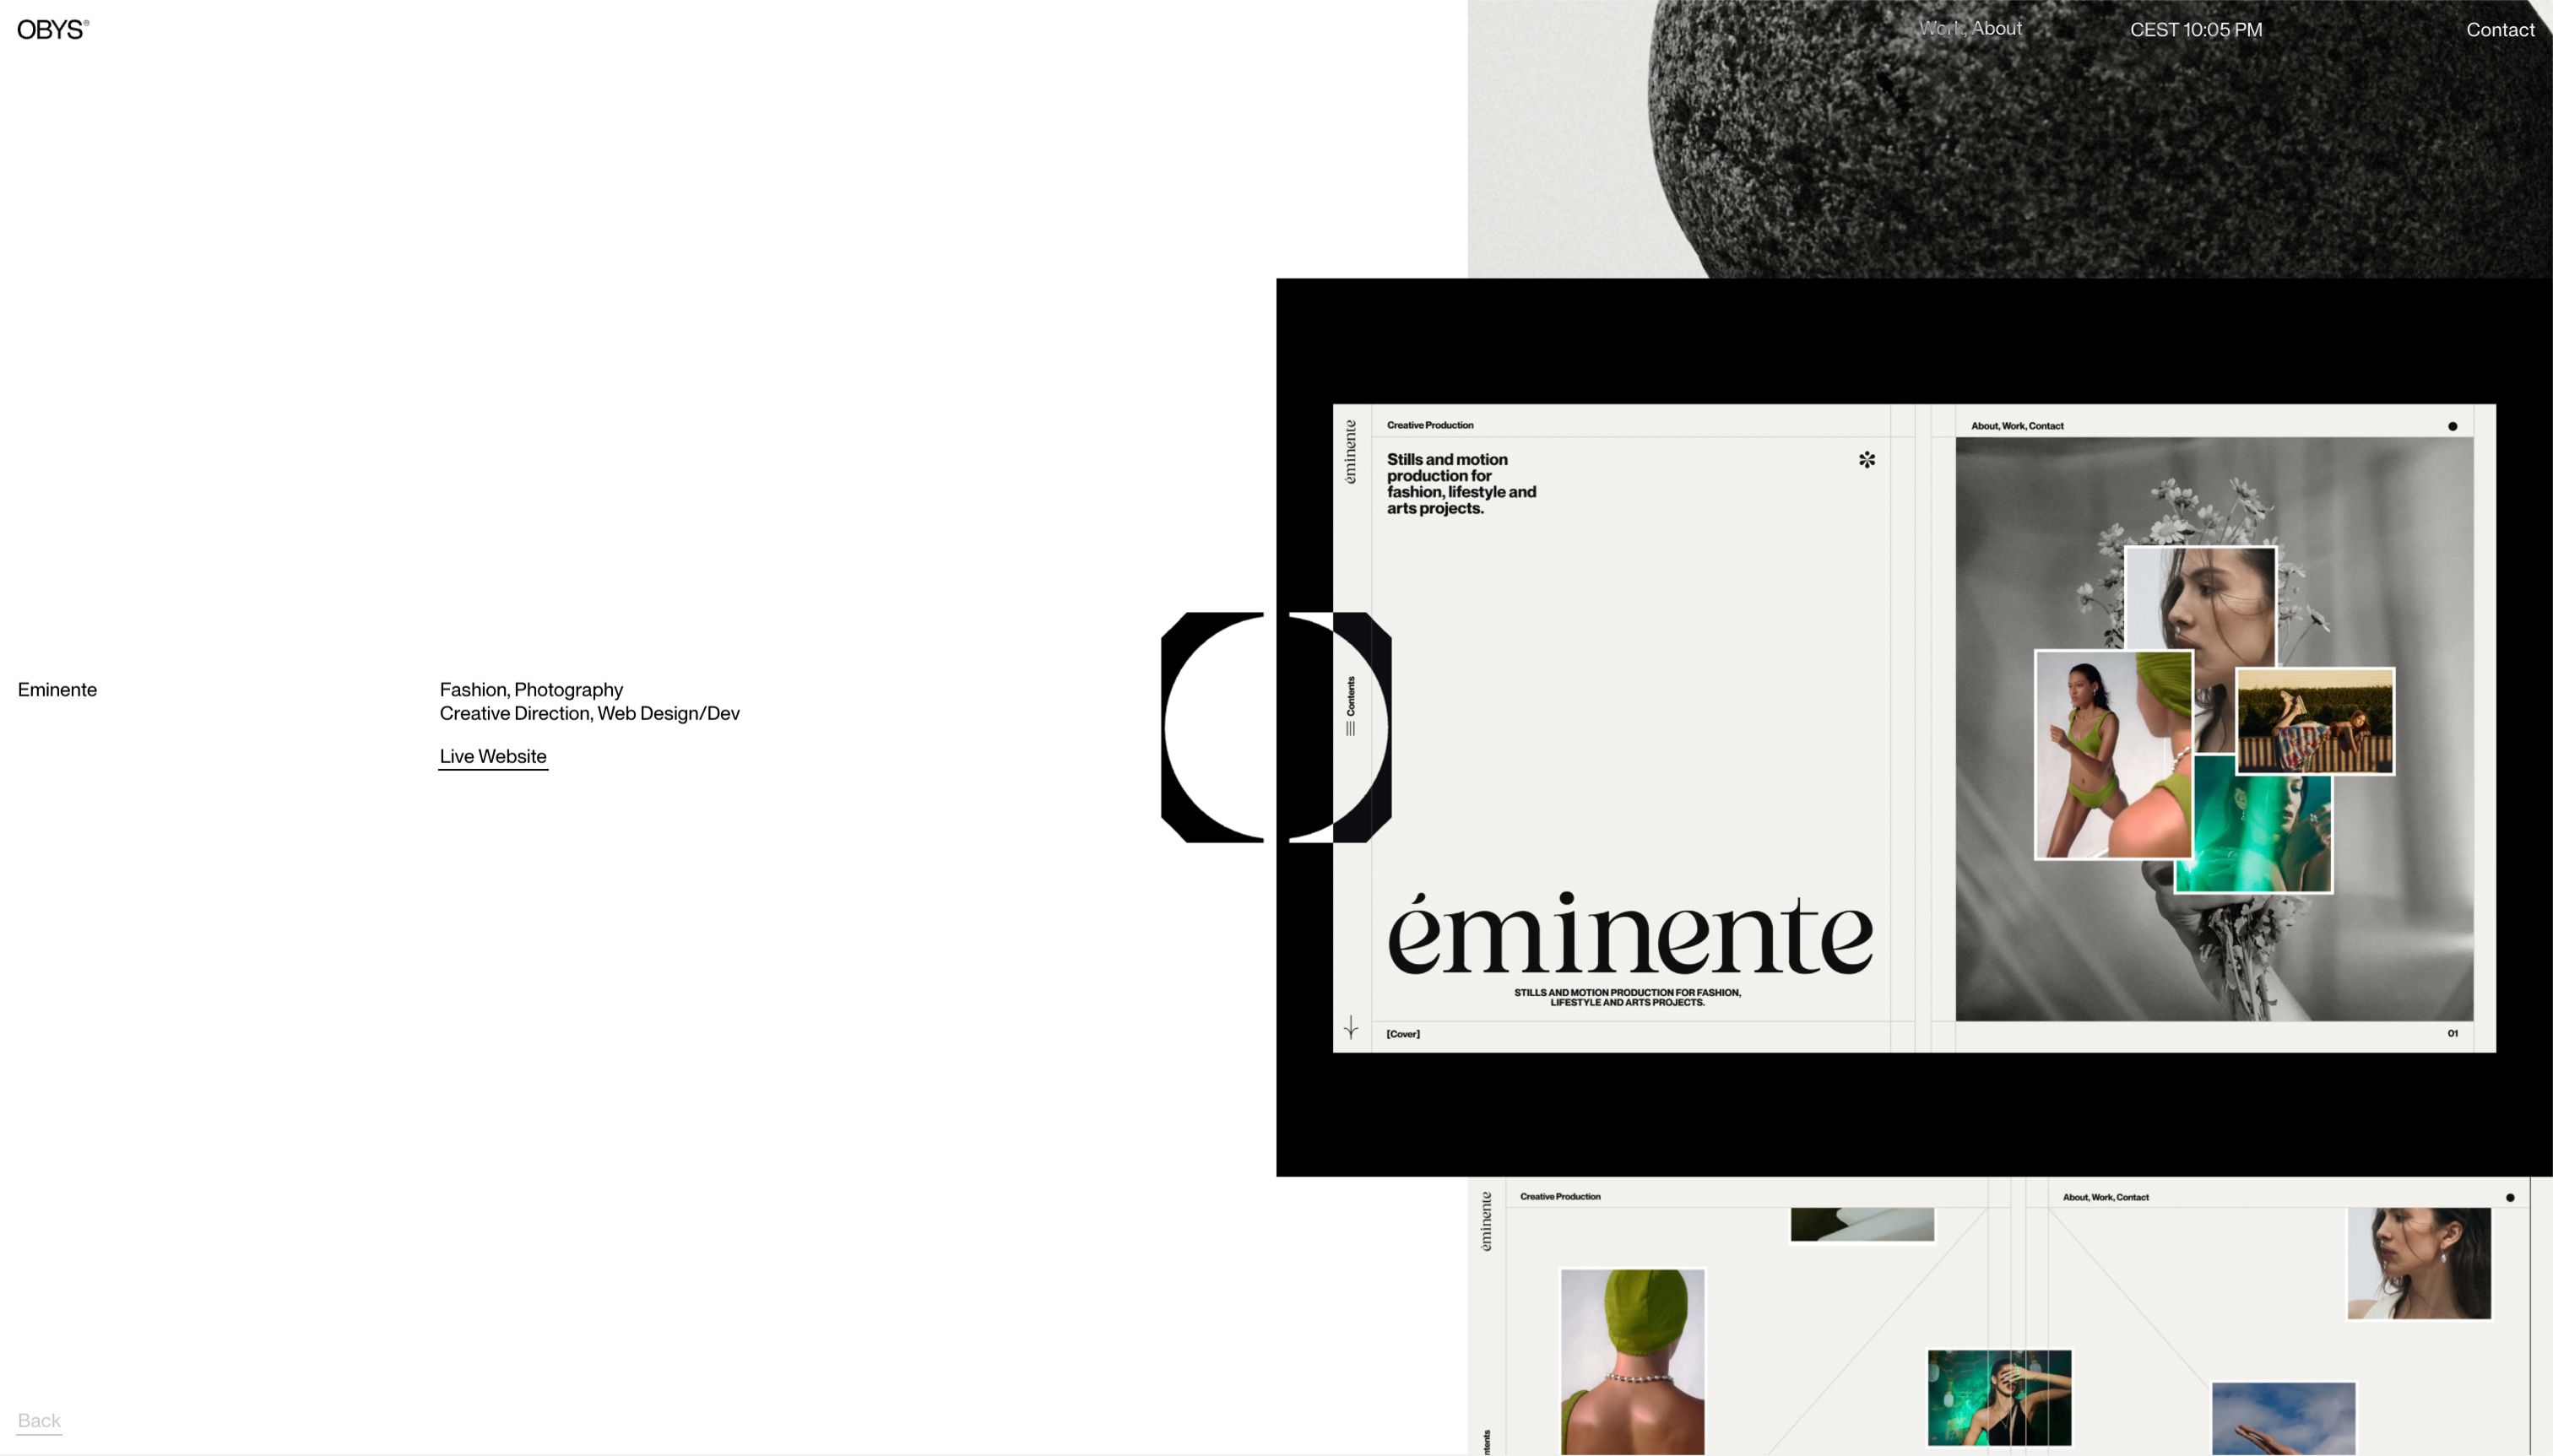 OBYS®
Work, About
CEST 10:05 PM
Contact
Eminente
Fashion, Photography
Creative Direction, Web Design/Dev
Live Website
Back
éminente
Contents
Creative Production
Stills and motion
production for
fashion, lifestyle and
arts projects.
éminente
STILLS AND MOTION PRODUCTION FOR FASHION,
LIFESTYLE AND ARTS PROJECTS.
[Cover]
About, Work, Contact
01
éminente
Creative Production
About, Work, Contact